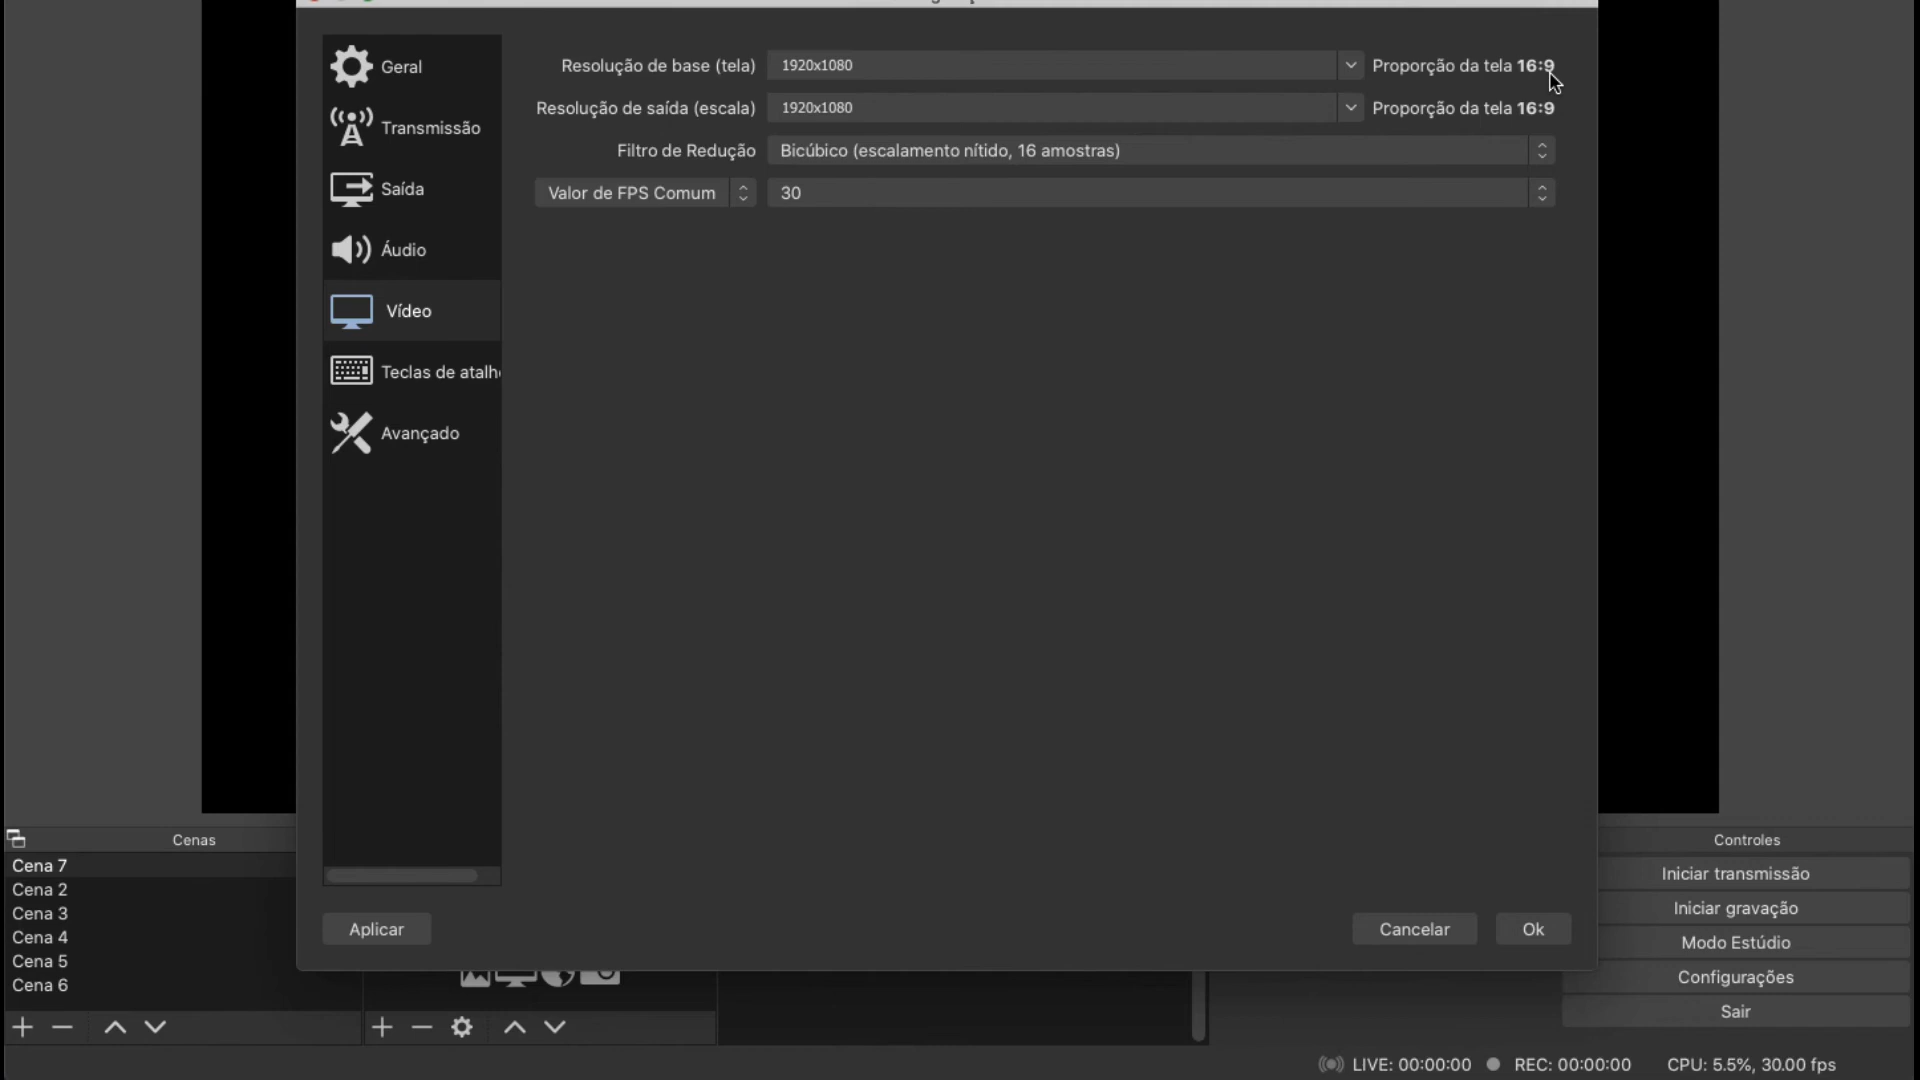 Geral
Transmissão
Saída
Áudio
Vídeo
Teclas de atalh
Avançado
Resolução de base (tela) 1920x1080 Proporção da tela 16:9
Resolução de saída (escala) 1920x1080 Proporção da tela 16:9
Filtro de Redução Bicúbico (escalamento nítido, 16 amostras)
Valor de FPS Comum 30
Aplicar Cancelar Ok
Cenas
Cena 7
Cena 2
Cena 3
Cena 4
Cena 5
Cena 6
Controles
Iniciar transmissão
Iniciar gravação
Modo Estúdio
Configurações
Sair
LIVE: 00:00:00 REC: 00:00:00 CPU: 5.5%, 30.00 fps